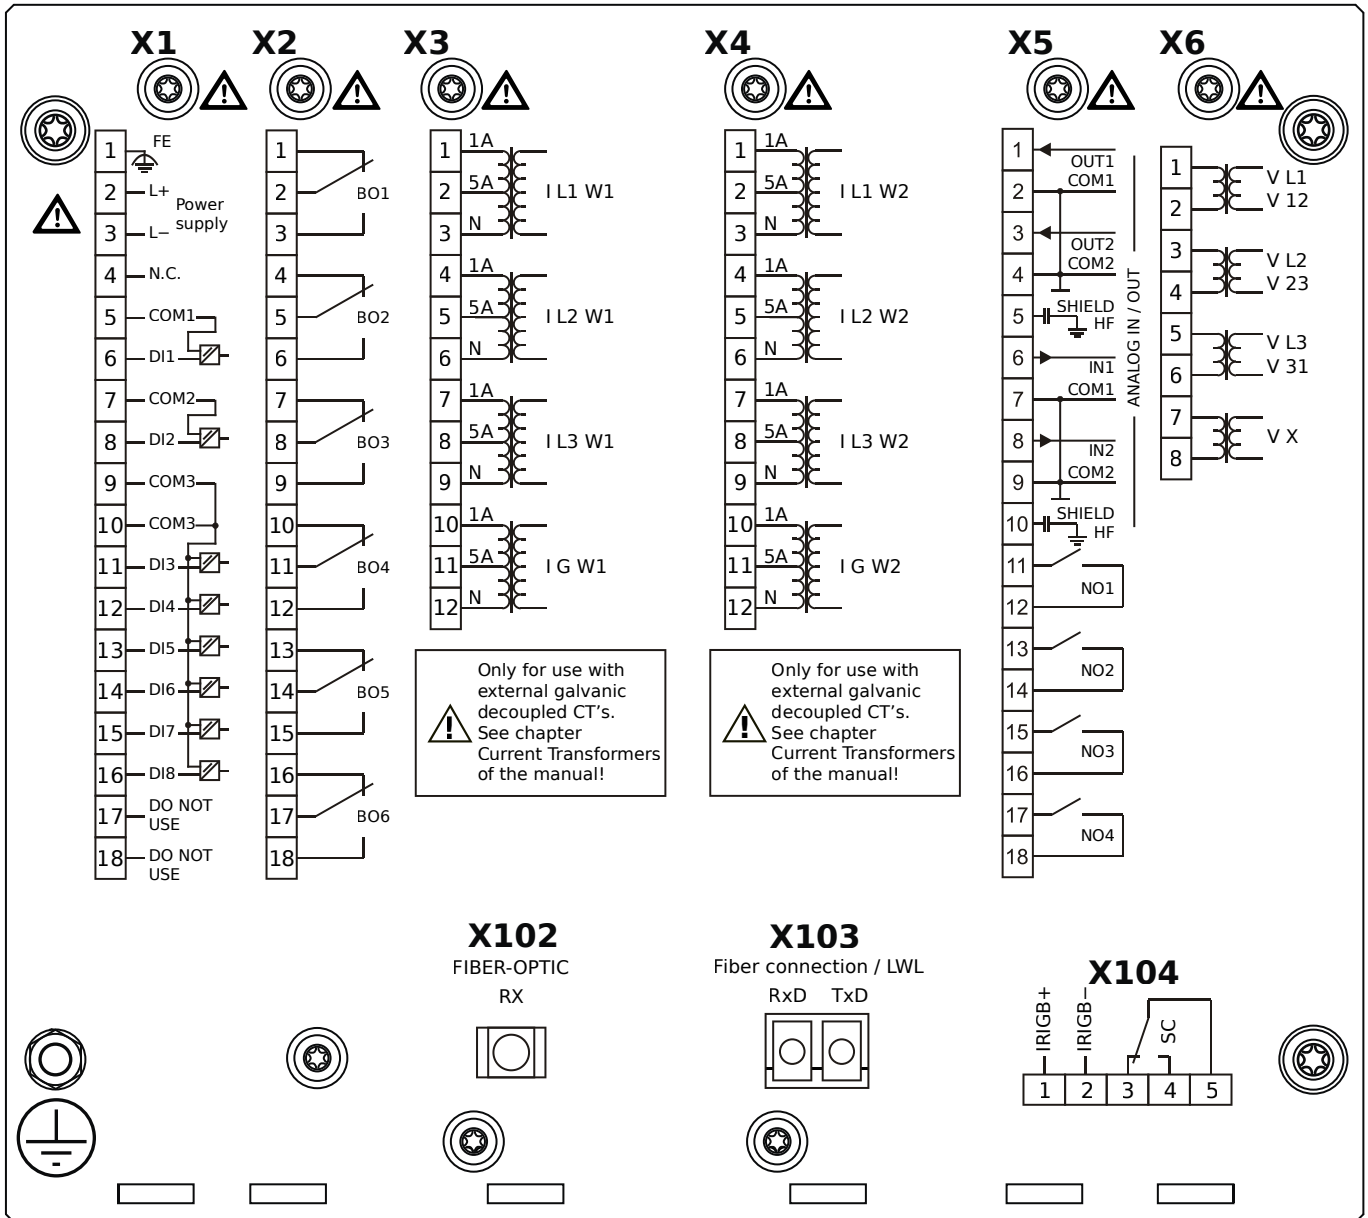 X1
X2
X3
X4
X5
X6
1 FE
2 L+
Power
supply
3 L−
4 N.C.
5 COM1
6 DI1
7 COM2
8 DI2
9 COM3
10 COM3
11 DI3
12 DI4
13 DI5
14 DI6
15 DI7
16 DI8
17 DO NOT
USE
18 DO NOT
USE
1
2 BO1
3
4
5 BO2
6
7
8 BO3
9
10
11 BO4
12
13
14 BO5
15
16
17 BO6
18
1 1A
2 5A I L1 W1
3 N
4 1A
5 5A I L2 W1
6 N
7 1A
8 5A I L3 W1
9 N
10 1A
11 5A I G W1
12 N
Only for use with
external galvanic
decoupled CT's.
See chapter
Current Transformers
of the manual!
1 1A
2 5A I L1 W2
3 N
4 1A
5 5A I L2 W2
6 N
7 1A
8 5A I L3 W2
9 N
10 1A
11 5A I G W2
12 N
Only for use with
external galvanic
decoupled CT's.
See chapter
Current Transformers
of the manual!
1 OUT1
2 COM1
3 OUT2
4 COM2
5 SHIELD
HF
6 IN1
7 COM1
8 IN2
9 COM2
10 SHIELD
HF
ANALOG IN / OUT
11
NO1
12
13
NO2
14
15
NO3
16
17
NO4
18
1 V L1
2 V 12
3 V L2
4 V 23
5 V L3
6 V 31
7
V X
8
X102
FIBER-OPTIC
RX
X103
Fiber connection / LWL
RxD TxD
X104
IRIGB+
IRIGB−
SC
1 2 3 4 5